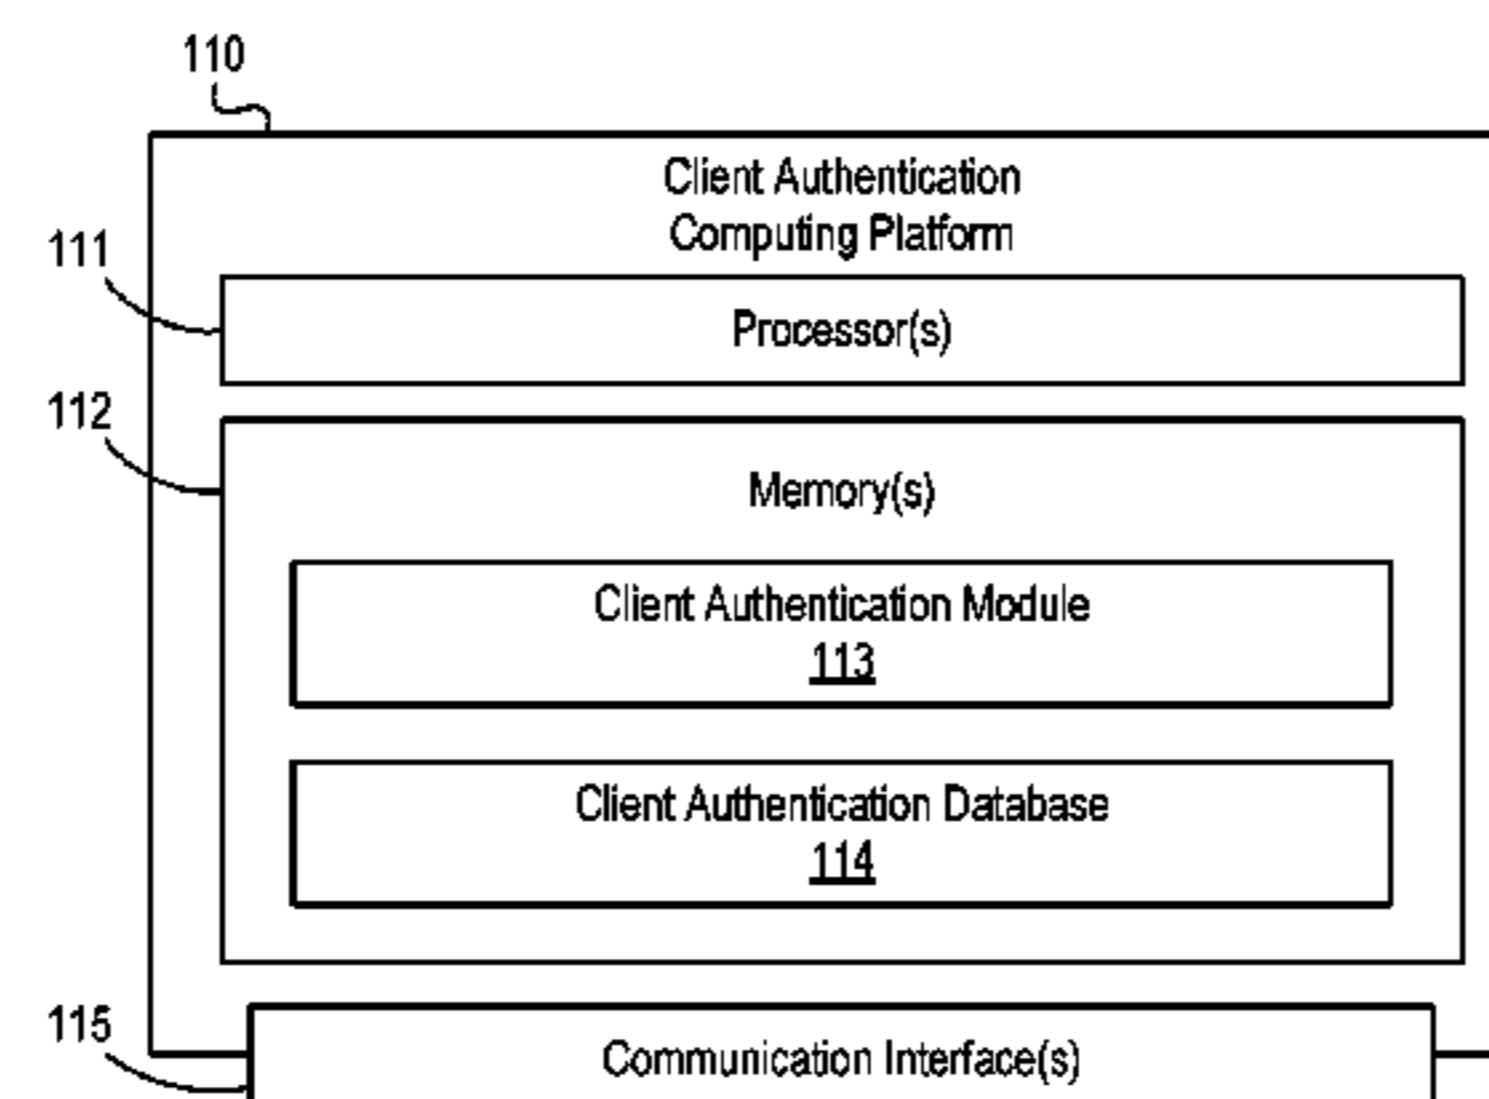 110
Client Authentication
Computing Platform
111
Processor(s)
112
Memory(s)
Client Authentication Module
113
Client Authentication Database
114
115
Communication Interface(s)